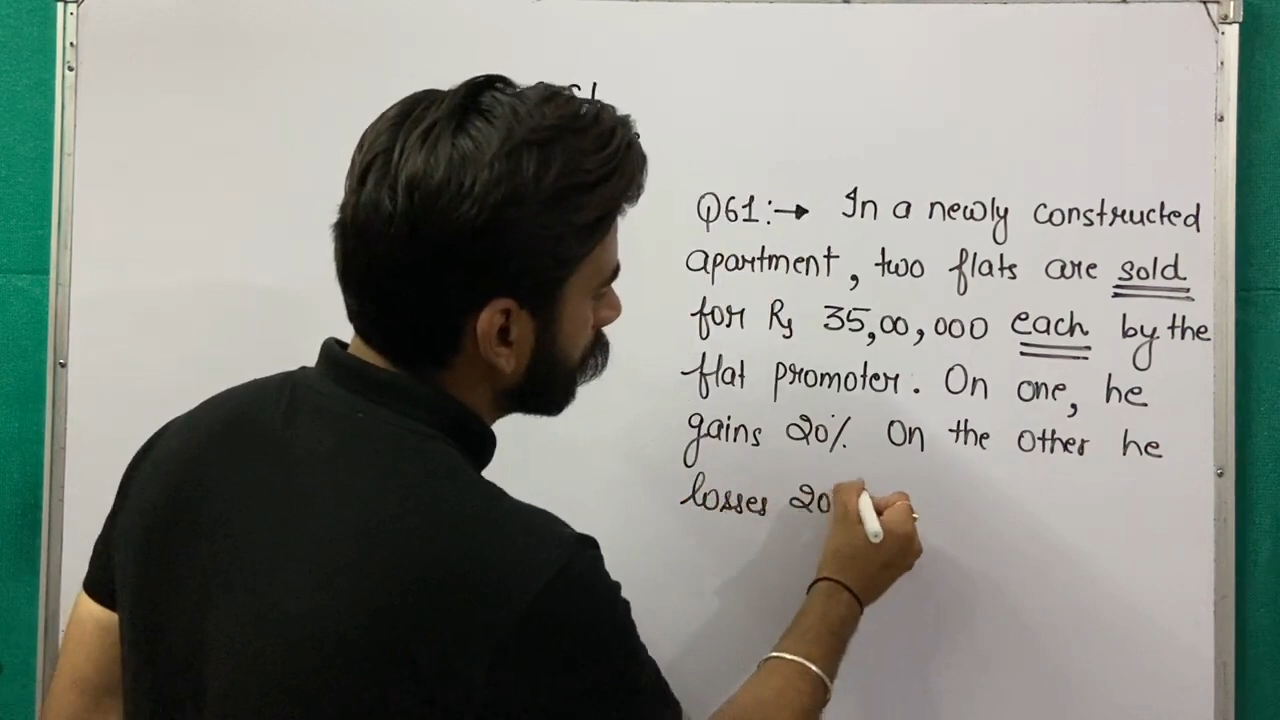 Q61:→ In a newly constructed
apartment, two flats are sold
for Rs 35,00,000 each by the
flat promoter. On one, he
gains 20% On the other he
losses 20